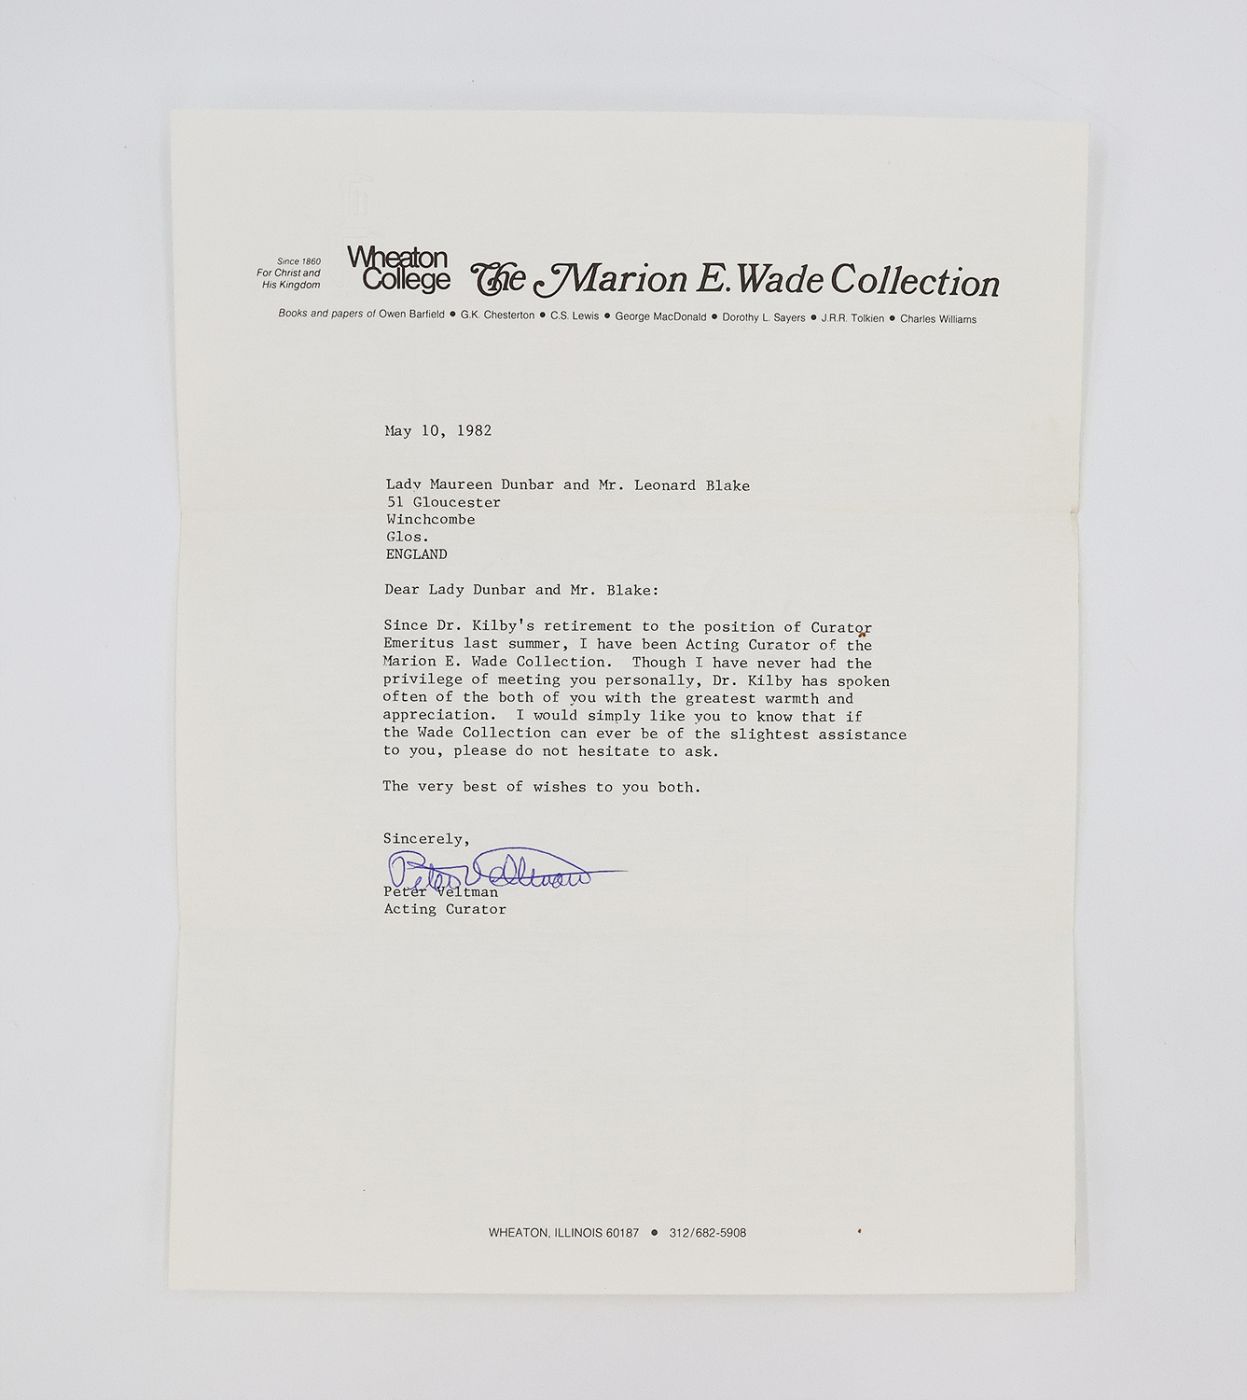 Since 1860
For Christ and
His Kingdom
Wheaton
College
The Marion E. Wade Collection
Books and papers of Owen Barfield ● G.K. Chesterton ● C.S. Lewis ● George MacDonald ● Dorothy L. Sayers ● J.R.R. Tolkien ● Charles Williams
May 10, 1982
Lady Maureen Dunbar and Mr. Leonard Blake
51 Gloucester
Winchcombe
Glos.
ENGLAND
Dear Lady Dunbar and Mr. Blake:
Since Dr. Kilby's retirement to the position of Curator
Emeritus last summer, I have been Acting Curator of the
Marion E. Wade Collection.  Though I have never had the
privilege of meeting you personally, Dr. Kilby has spoken
often of the both of you with the greatest warmth and
appreciation.  I would simply like you to know that if
the Wade Collection can ever be of the slightest assistance
to you, please do not hesitate to ask.
The very best of wishes to you both.
Sincerely,
Peter Veltman
Peter Veltman
Acting Curator
WHEATON, ILLINOIS 60187 ● 312/682-5908